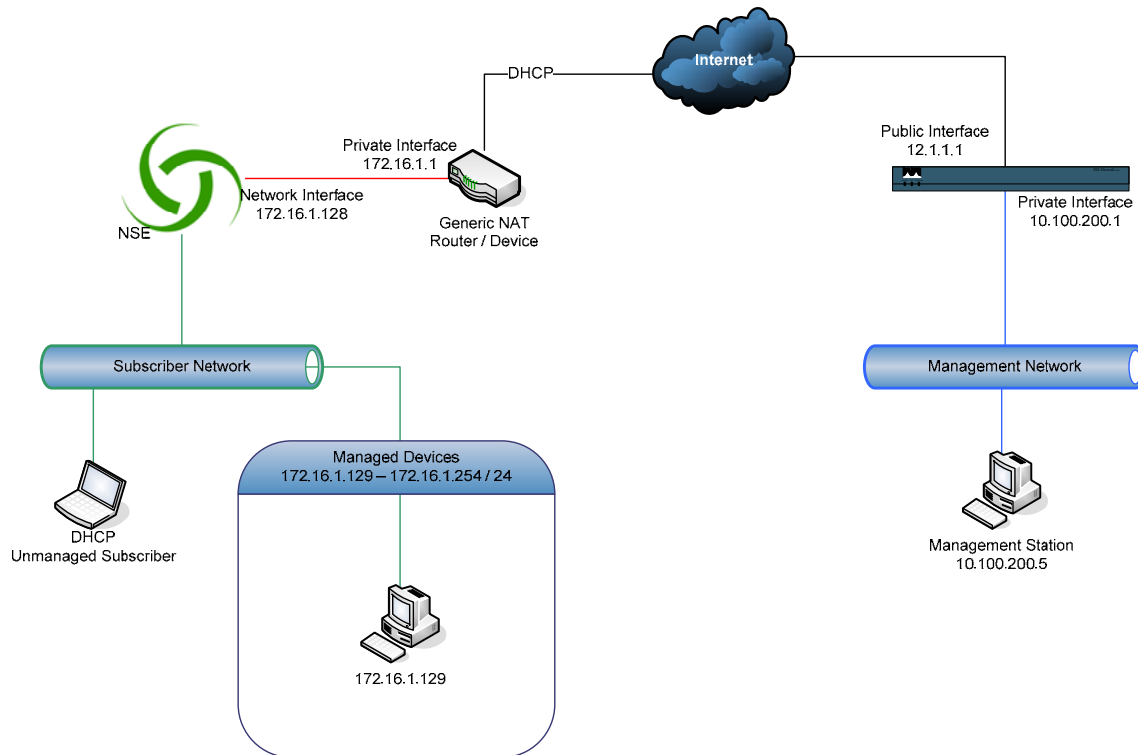 Internet
DHCP
Public Interface
12.1.1.1
Private Interface
172.16.1.1
Network Interface
172.16.1.128
Private Interface
10.100.200.1
Generic NAT
Router / Device
NSE
Subscriber Network
Management Network
Managed Devices
172.16.1.129 – 172.16.1.254 / 24
DHCP
Unmanaged Subscriber
Management Station
10.100.200.5
172.16.1.129